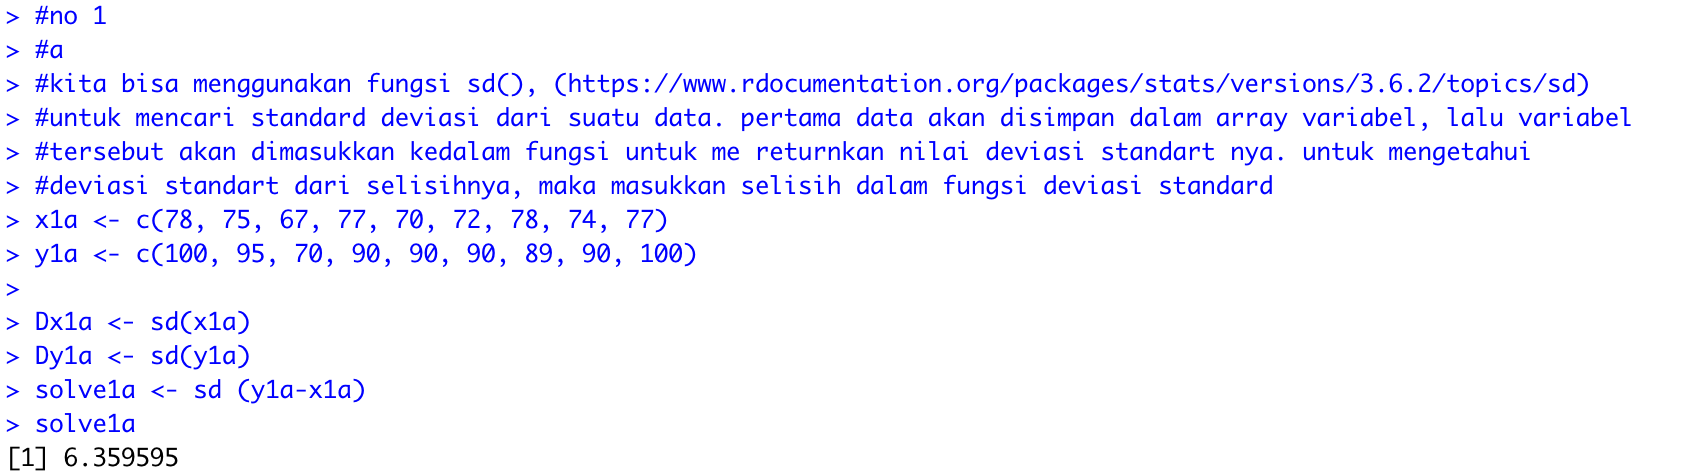 > #no 1
> #a
> #kita bisa menggunakan fungsi sd(), (https://www.rdocumentation.org/packages/stats/versions/3.6.2/topics/sd)
> #untuk mencari standard deviasi dari suatu data. pertama data akan disimpan dalam array variabel, lalu variabel
> #tersebut akan dimasukkan kedalam fungsi untuk me returnkan nilai deviasi standart nya. untuk mengetahui
> #deviasi standart dari selisihnya, maka masukkan selisih dalam fungsi deviasi standard
> x1a <- c(78, 75, 67, 77, 70, 72, 78, 74, 77)
> y1a <- c(100, 95, 70, 90, 90, 90, 89, 90, 100)
>
> Dx1a <- sd(x1a)
> Dy1a <- sd(y1a)
> solve1a <- sd (y1a-x1a)
> solve1a
[1] 6.359595